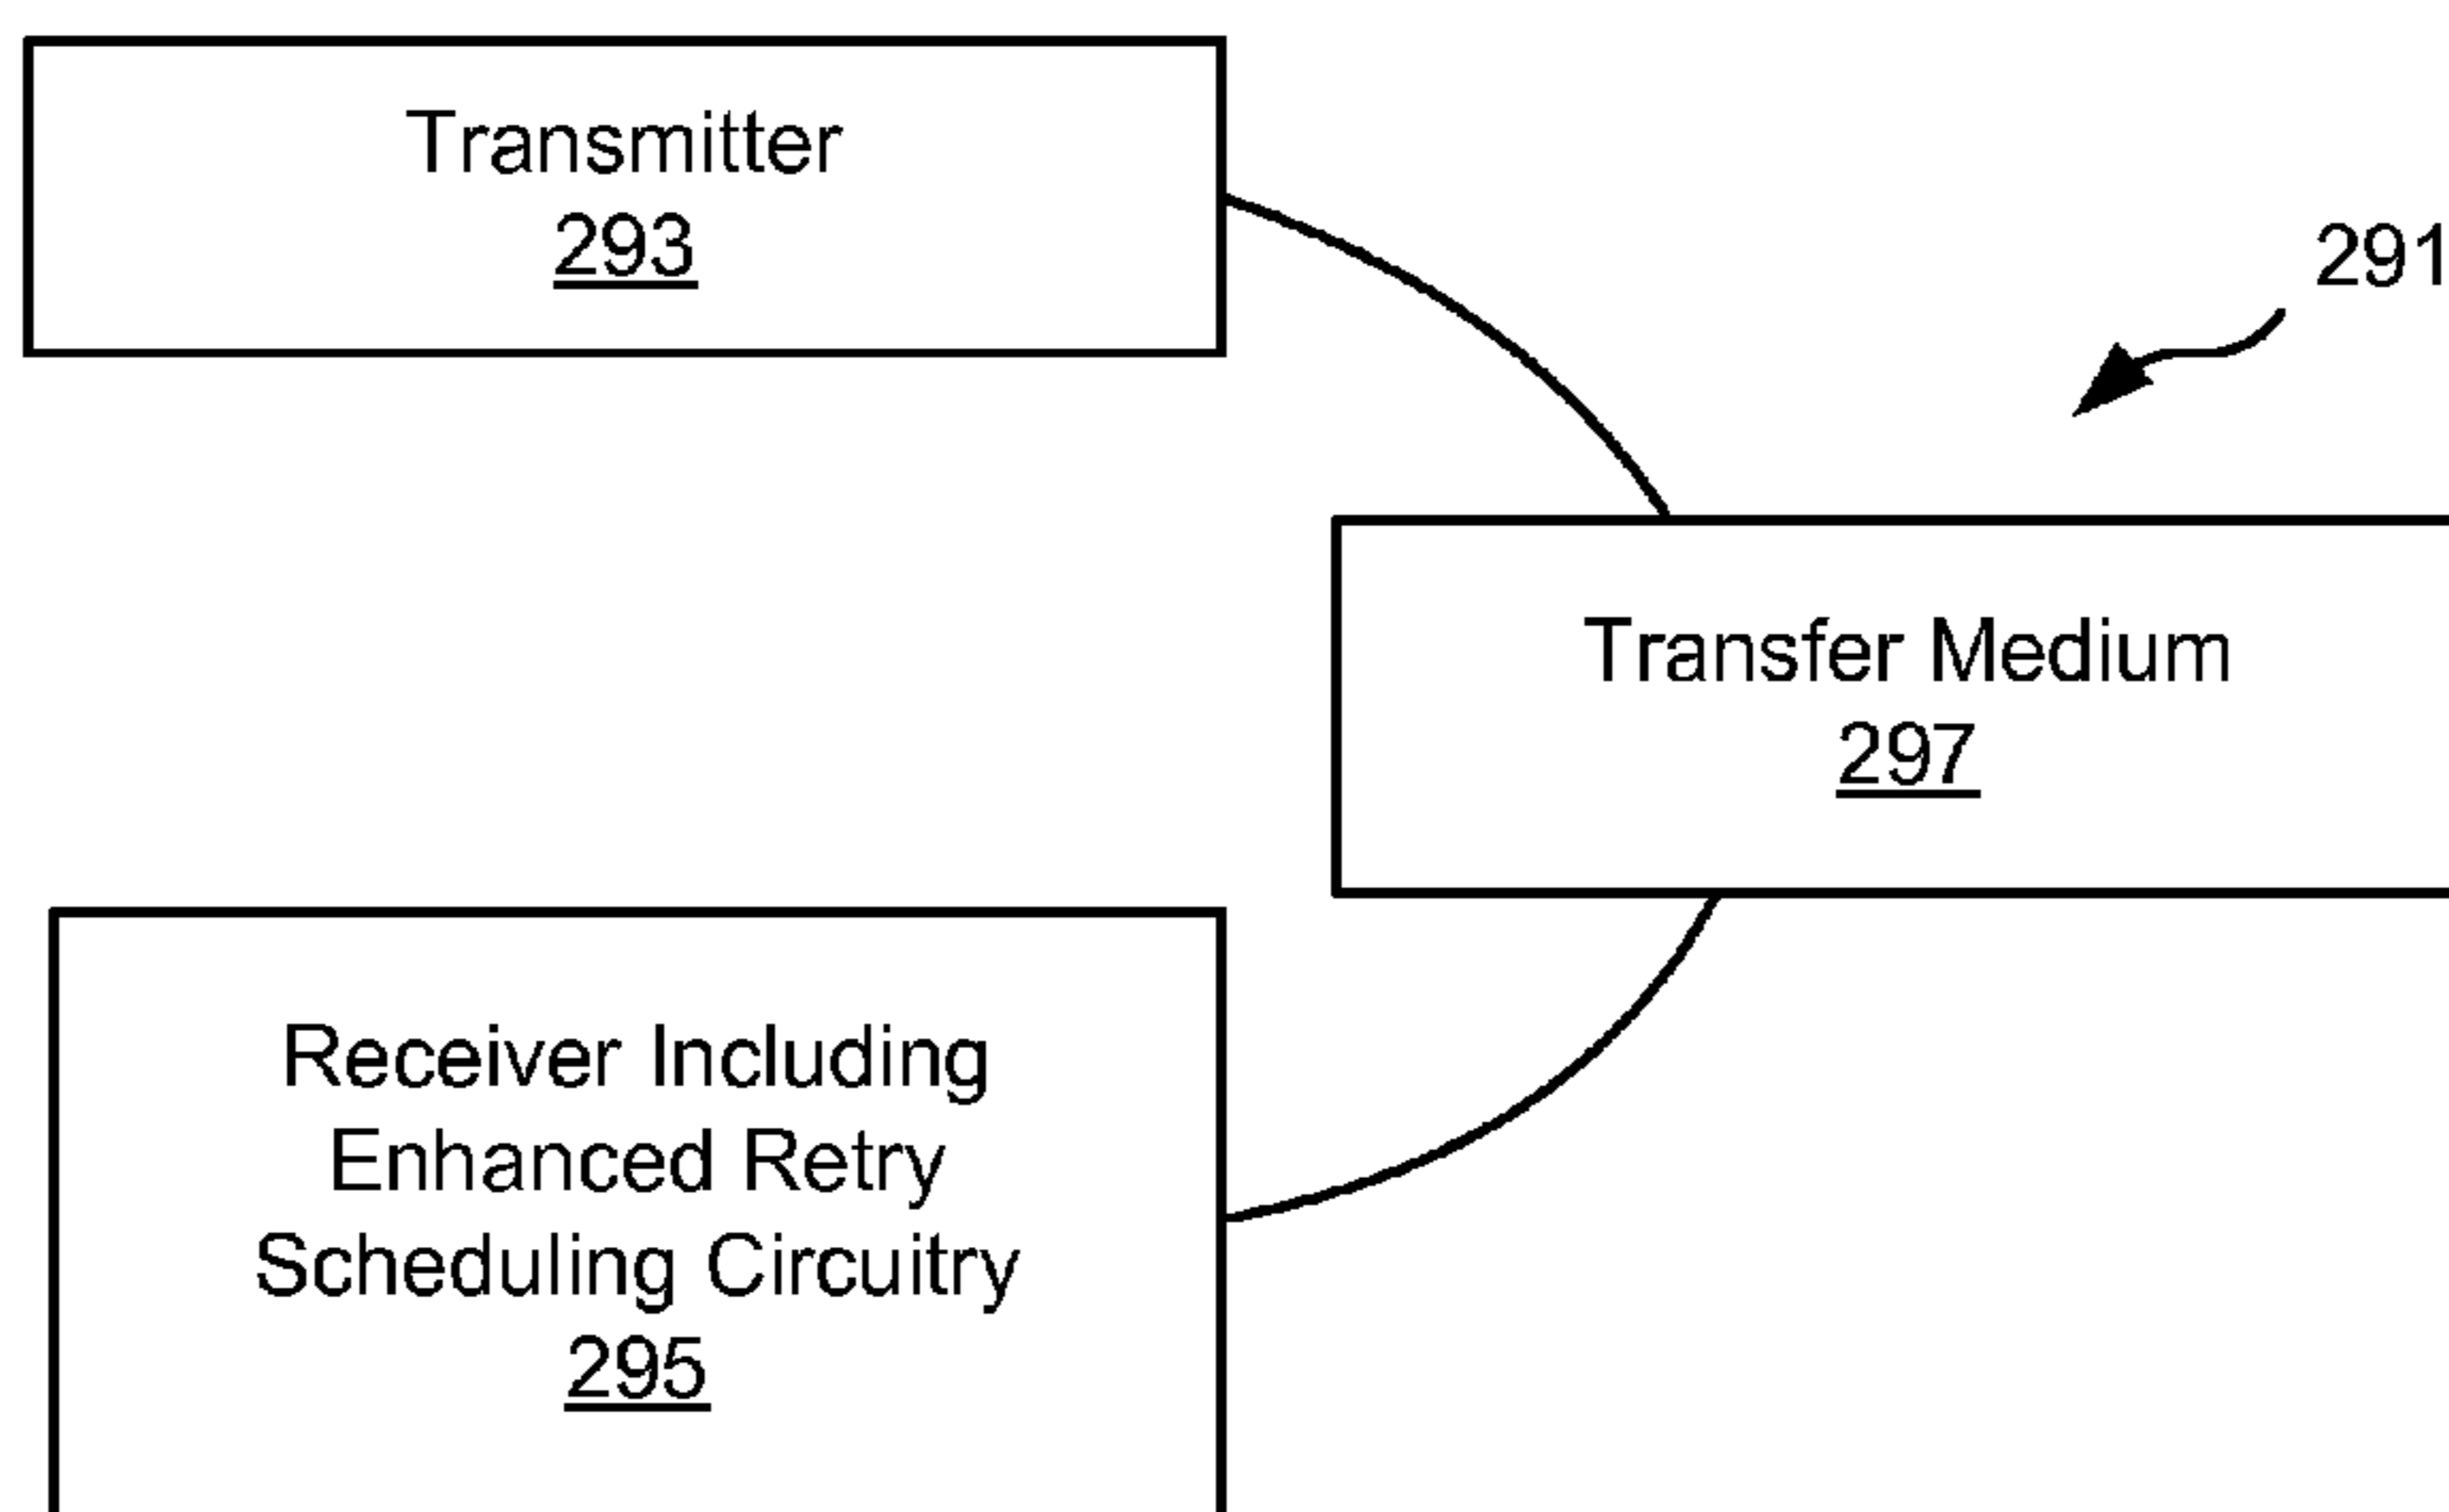 Transmitter
293
291
Transfer Medium
297
Receiver Including
Enhanced Retry
Scheduling Circuitry
295